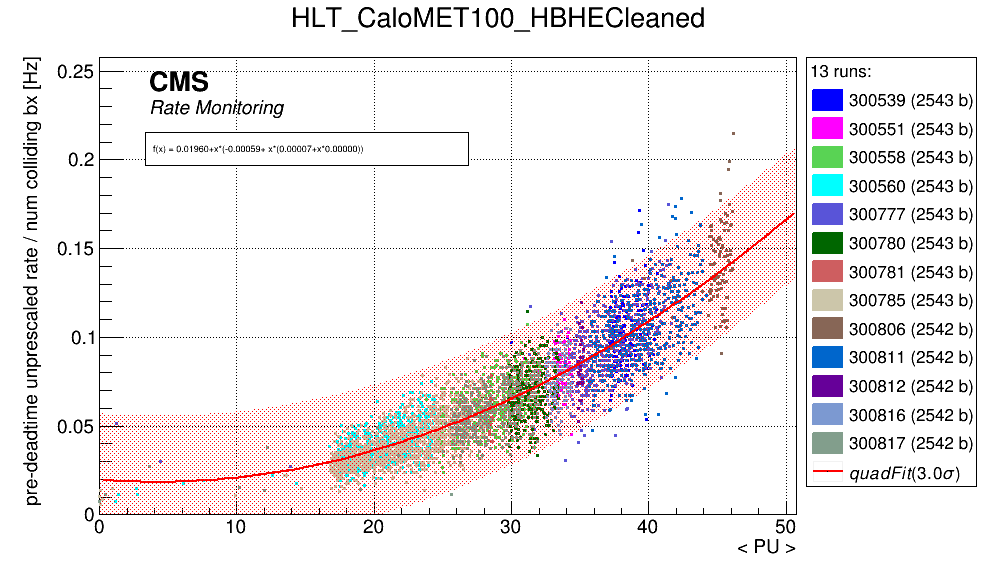 HLT_CaloMET100_HBHECleaned
pre-deadtime unprescaled rate / num colliding bx [Hz]
0.25
0.2
0.15
0.1
0.05
0
CMS
Rate Monitoring
f(x) = 0.01960+x*(-0.00059+ x*(0.00007+x*0.00000))
0 10 20 30 40 50
< PU >
13 runs:
300539 (2543 b)
300551 (2543 b)
300558 (2543 b)
300560 (2543 b)
300777 (2543 b)
300780 (2543 b)
300781 (2543 b)
300785 (2543 b)
300806 (2542 b)
300811 (2542 b)
300812 (2542 b)
300816 (2542 b)
300817 (2542 b)
quadFit(3.0σ)